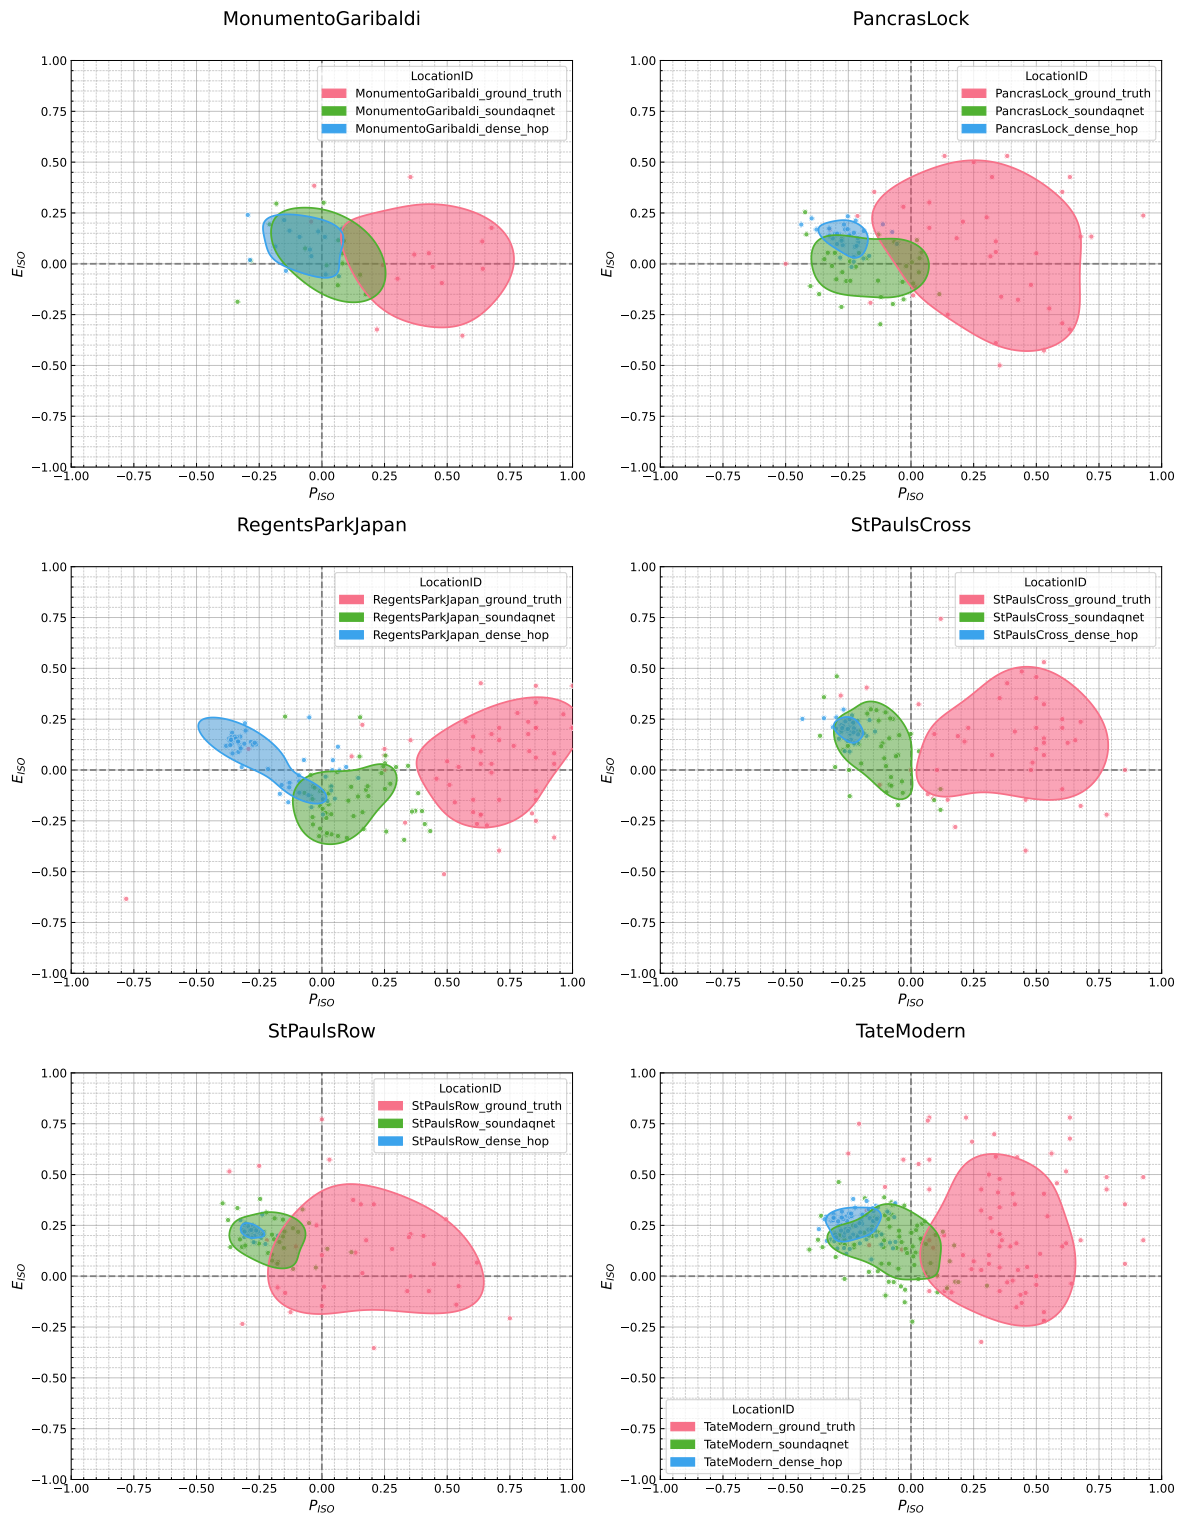 MonumentoGaribaldi
1.00
0.75
0.50
0.25
0.00
−0.25
−0.50
−0.75
−1.00
E_ISO
LocationID
MonumentoGaribaldi_ground_truth
MonumentoGaribaldi_soundaqnet
MonumentoGaribaldi_dense_hop
−1.00 −0.75 −0.50 −0.25 0.00 0.25 0.50 0.75 1.00
P_ISO
PancrasLock
1.00
0.75
0.50
0.25
0.00
−0.25
−0.50
−0.75
−1.00
E_ISO
LocationID
PancrasLock_ground_truth
PancrasLock_soundaqnet
PancrasLock_dense_hop
−1.00 −0.75 −0.50 −0.25 0.00 0.25 0.50 0.75 1.00
P_ISO
RegentsParkJapan
1.00
0.75
0.50
0.25
0.00
−0.25
−0.50
−0.75
−1.00
E_ISO
LocationID
RegentsParkJapan_ground_truth
RegentsParkJapan_soundaqnet
RegentsParkJapan_dense_hop
−1.00 −0.75 −0.50 −0.25 0.00 0.25 0.50 0.75 1.00
P_ISO
StPaulsCross
1.00
0.75
0.50
0.25
0.00
−0.25
−0.50
−0.75
−1.00
E_ISO
LocationID
StPaulsCross_ground_truth
StPaulsCross_soundaqnet
StPaulsCross_dense_hop
−1.00 −0.75 −0.50 −0.25 0.00 0.25 0.50 0.75 1.00
P_ISO
StPaulsRow
1.00
0.75
0.50
0.25
0.00
−0.25
−0.50
−0.75
−1.00
E_ISO
LocationID
StPaulsRow_ground_truth
StPaulsRow_soundaqnet
StPaulsRow_dense_hop
−1.00 −0.75 −0.50 −0.25 0.00 0.25 0.50 0.75 1.00
P_ISO
TateModern
1.00
0.75
0.50
0.25
0.00
−0.25
−0.50
−0.75
−1.00
E_ISO
LocationID
TateModern_ground_truth
TateModern_soundaqnet
TateModern_dense_hop
−1.00 −0.75 −0.50 −0.25 0.00 0.25 0.50 0.75 1.00
P_ISO